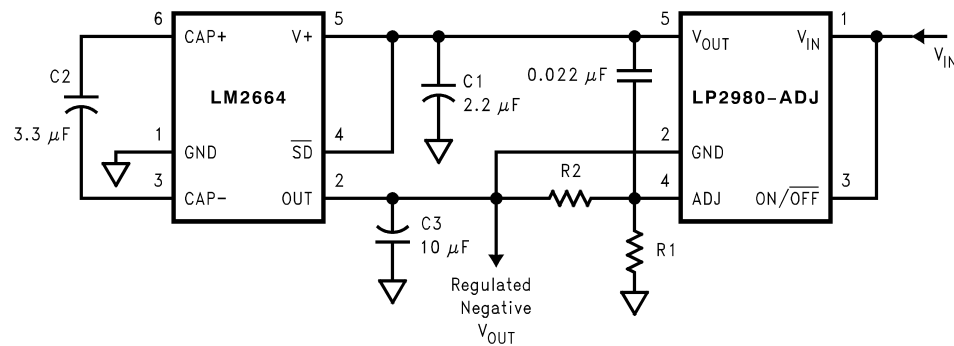 6
5
5
1
CAP+
V+
V_OUT
V_IN
V_IN
C2
3.3 μF
LM2664
C1
2.2 μF
0.022 μF
LP2980-ADJ
1
4
2
GND
S̅D̅
GND
3
2
R2
4
3
CAP-
OUT
ADJ
ON/O̅F̅F̅
C3
10 μF
R1
Regulated
Negative
V_OUT